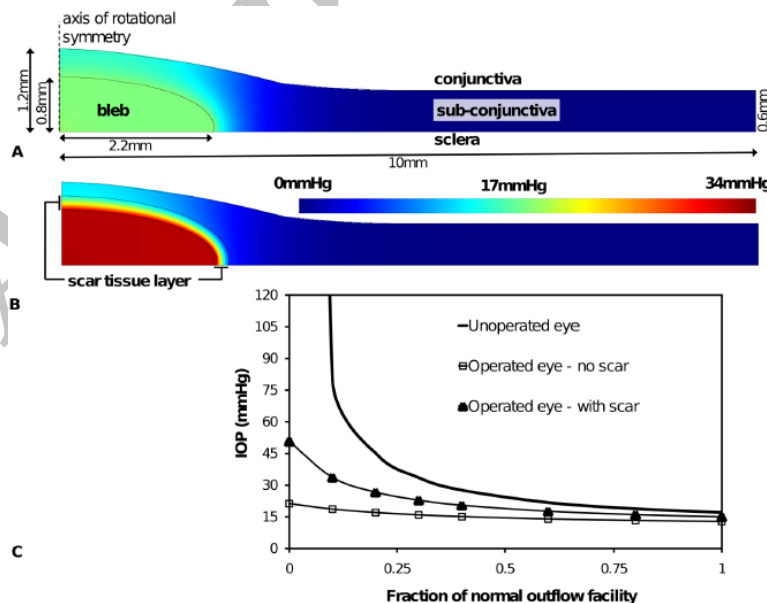 axis of rotational
symmetry
1.2mm
0.8mm
bleb
2.2mm
conjunctiva
sub-conjunctiva
sclera
0.6mm
10mm
A
0mmHg
17mmHg
34mmHg
scar tissue layer
B
120
105
90
75
60
45
30
15
0
IOP (mmHg)
Unoperated eye
Operated eye - no scar
Operated eye - with scar
0
0.25
0.5
0.75
1
C
Fraction of normal outflow facility